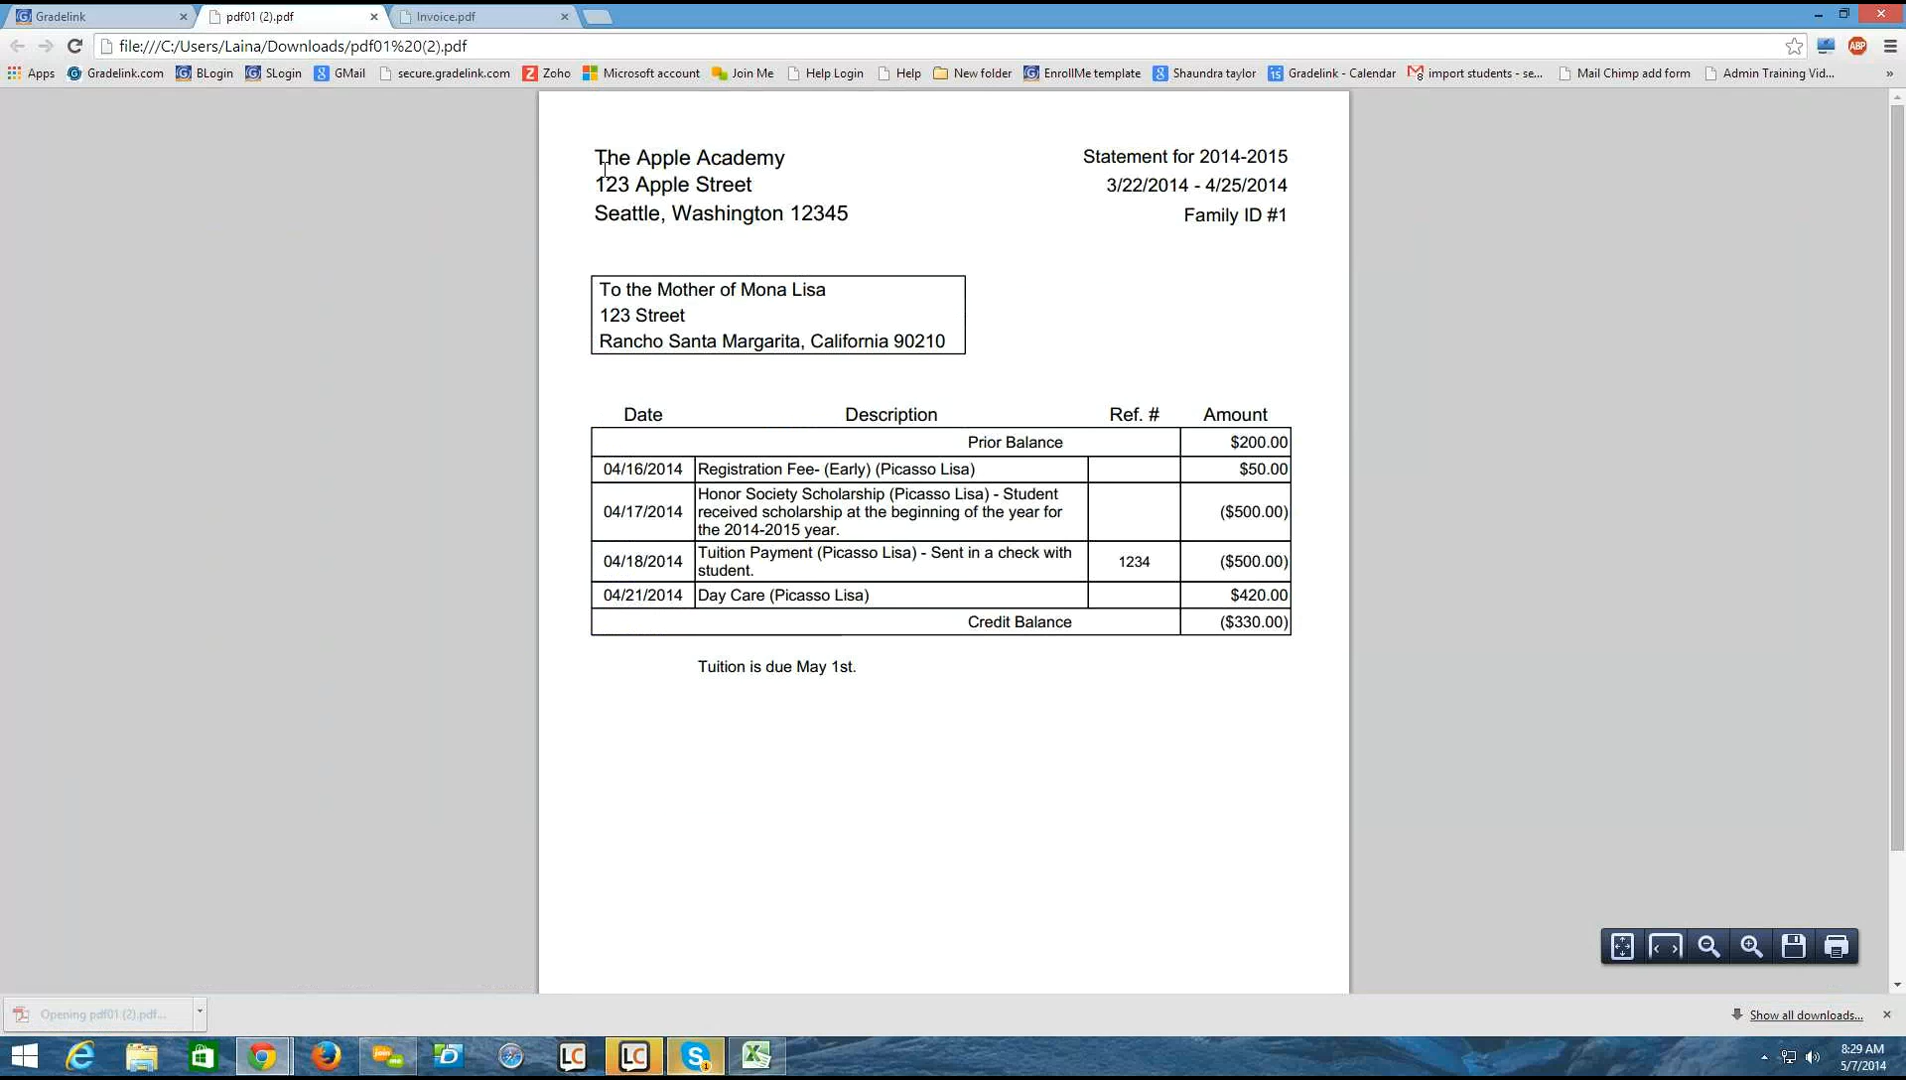 Gradelink
pdf01 (2).pdf
Invoice.pdf
file:///C:/Users/Laina/Downloads/pdf01%20(2).pdf
ABP
Apps Gradelink.com BLogin SLogin GMail secure.gradelink.com Zoho Microsoft account Join Me Help Login Help New folder EnrollMe template Shaundra taylor Gradelink - Calendar import students - se... Mail Chimp add form Admin Training Vid... »
The Apple Academy
123 Apple Street
Seattle, Washington 12345
Statement for 2014-2015
3/22/2014 - 4/25/2014
Family ID #1
To the Mother of Mona Lisa
123 Street
Rancho Santa Margarita, California 90210
Date Description Ref. # Amount
Prior Balance $200.00
04/16/2014 Registration Fee- (Early) (Picasso Lisa) $50.00
Honor Society Scholarship (Picasso Lisa) - Student
04/17/2014 received scholarship at the beginning of the year for ($500.00)
the 2014-2015 year.
Tuition Payment (Picasso Lisa) - Sent in a check with
04/18/2014 student. 1234 ($500.00)
04/21/2014 Day Care (Picasso Lisa) $420.00
Credit Balance ($330.00)
Tuition is due May 1st.
Opening pdf01 (2).pdf...
Show all downloads...
LC
LC
8:29 AM
5/7/2014